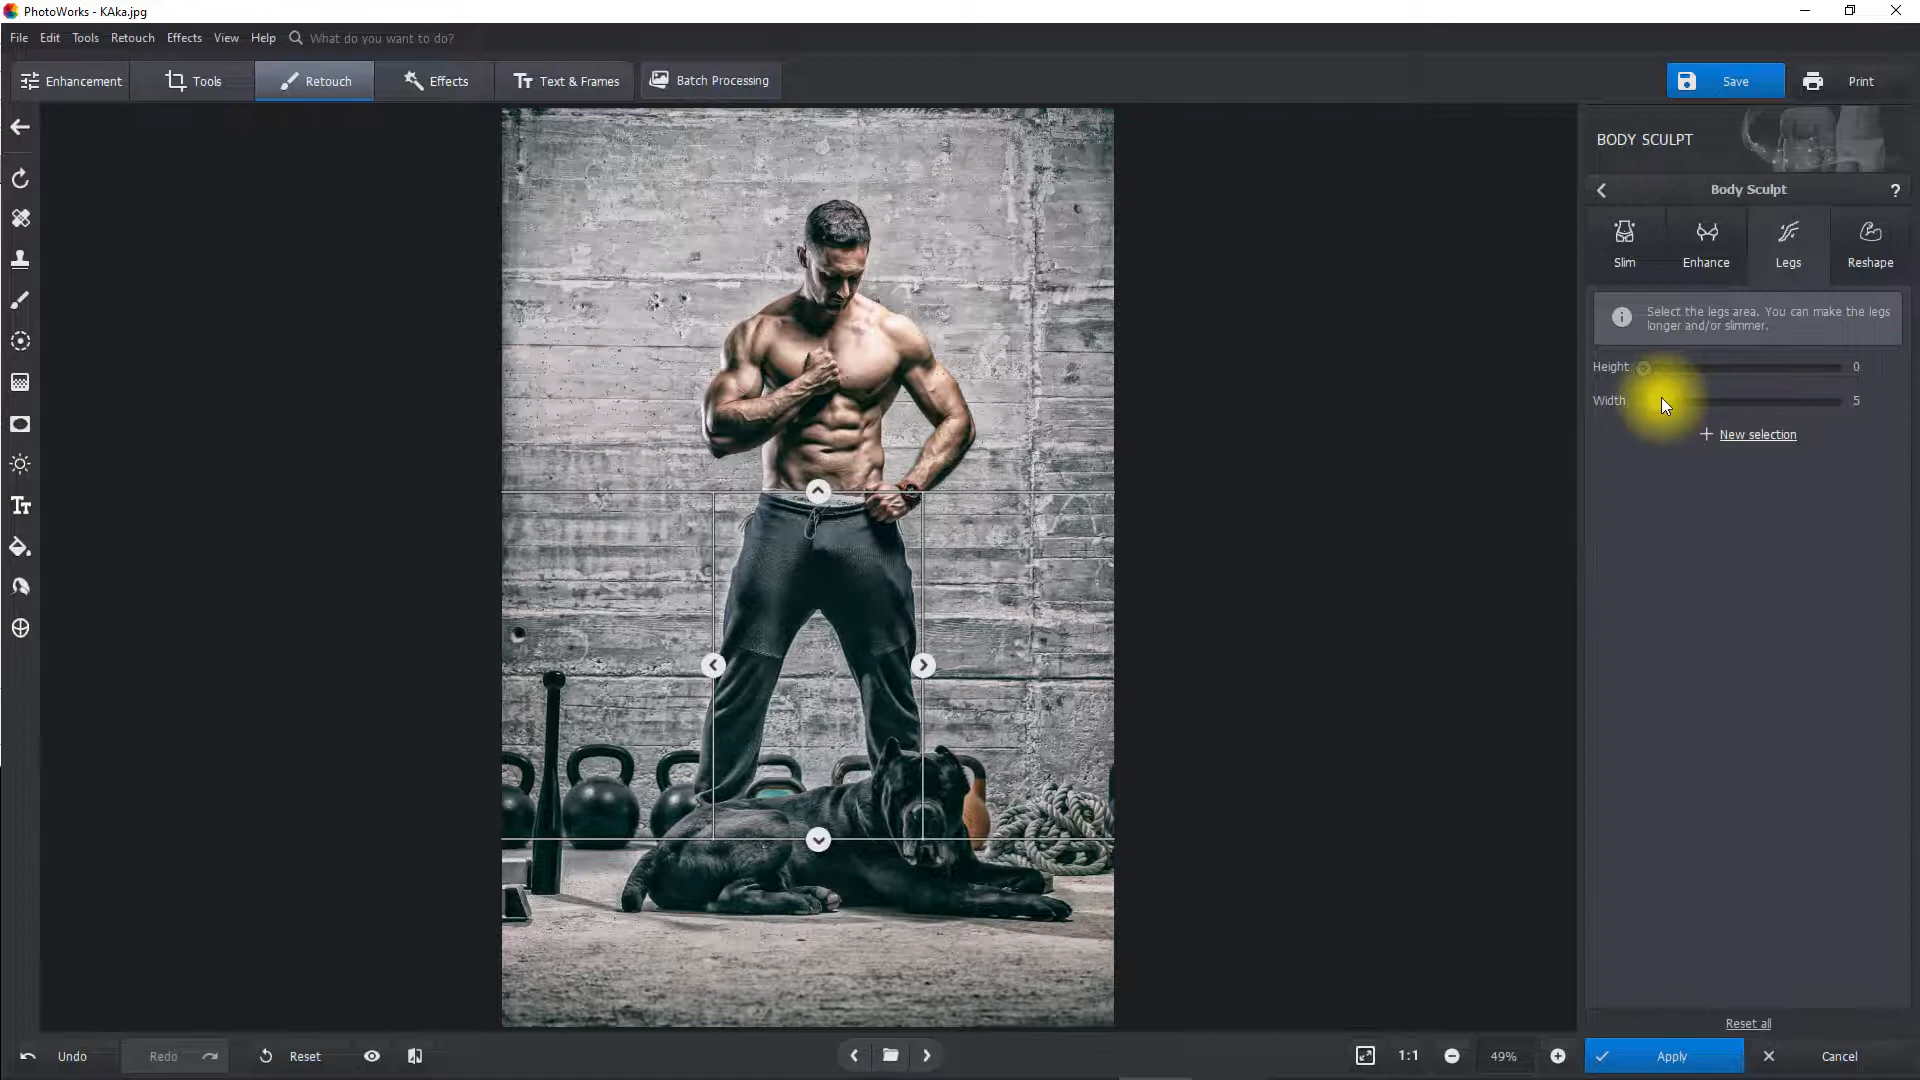 PhotoWorks - KAka.jpg
File Edit Tools Retouch Effects View Help What do you want to do?
Enhancement Tools Retouch Effects Text & Frames Batch Processing Save Print
BODY SCULPT
Body Sculpt ?
Slim Enhance Legs Reshape
Select the legs area. You can make the legs
longer and/or slimmer.
Height 0
Width 5
New selection
Reset all
Undo Redo Reset 1:1 49% Apply Cancel